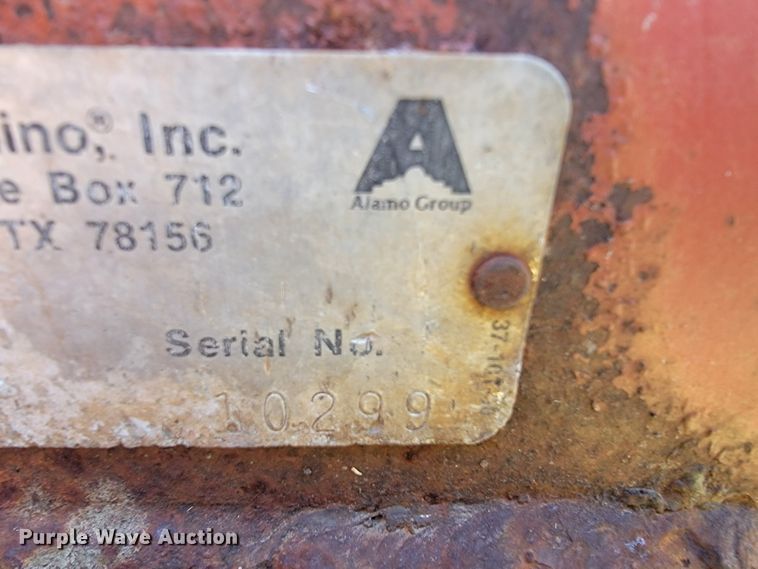 ino,® Inc.
e Box 712
TX 78156
A
Alamo Group
Serial No.
10299
Purple Wave Auction